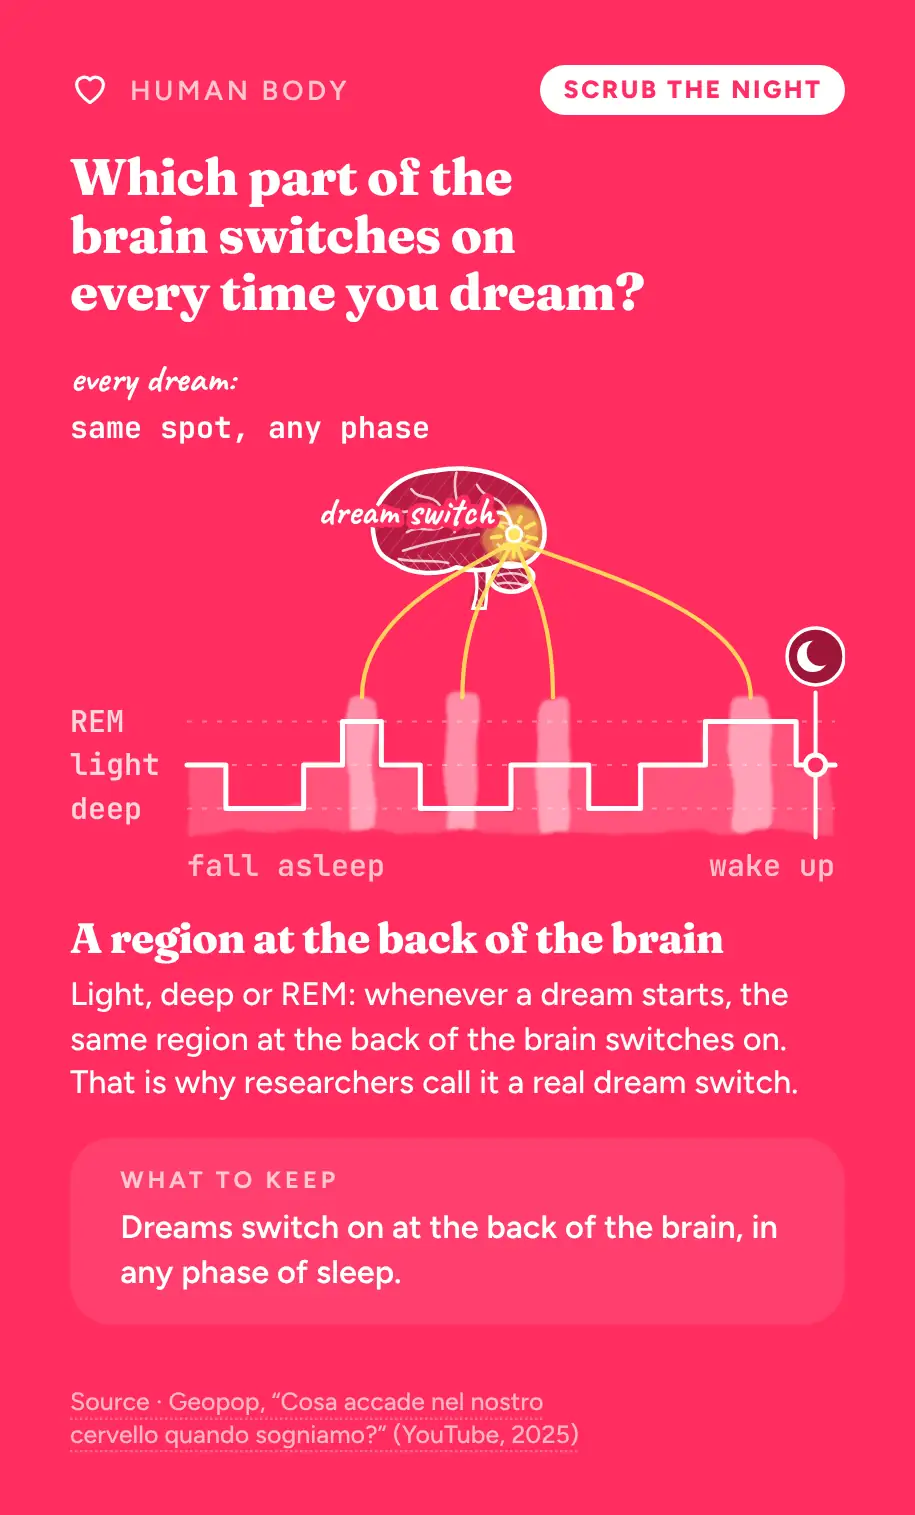 HUMAN BODY
SCRUB THE NIGHT
Which part of the
brain switches on
every time you dream?
every dream:
same spot, any phase
dream switch
REM
light
deep
fall asleep
wake up
A region at the back of the brain
Light, deep or REM: whenever a dream starts, the
same region at the back of the brain switches on.
That is why researchers call it a real dream switch.
WHAT TO KEEP
Dreams switch on at the back of the brain, in
any phase of sleep.
Source · Geopop, “Cosa accade nel nostro
cervello quando sogniamo?” (YouTube, 2025)